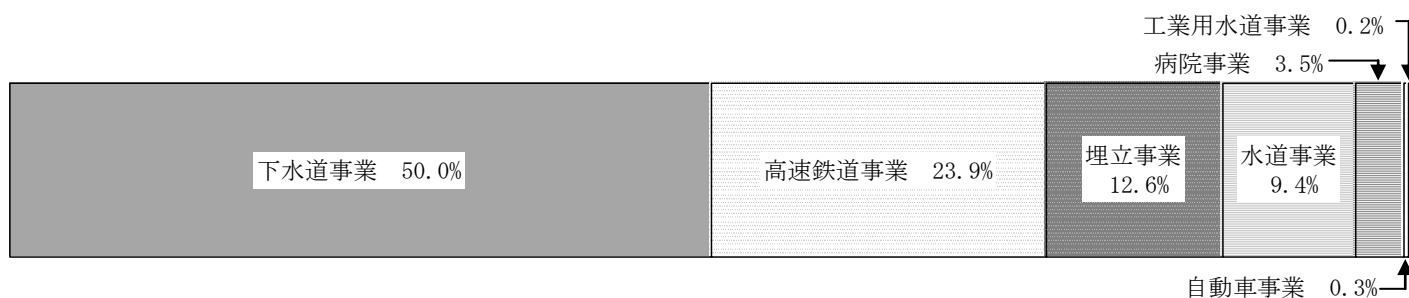 工業用水道事業 0.2%
病院事業 3.5%
下水道事業 50.0%
高速鉄道事業 23.9%
埋立事業
12.6%
水道事業
9.4%
自動車事業 0.3%